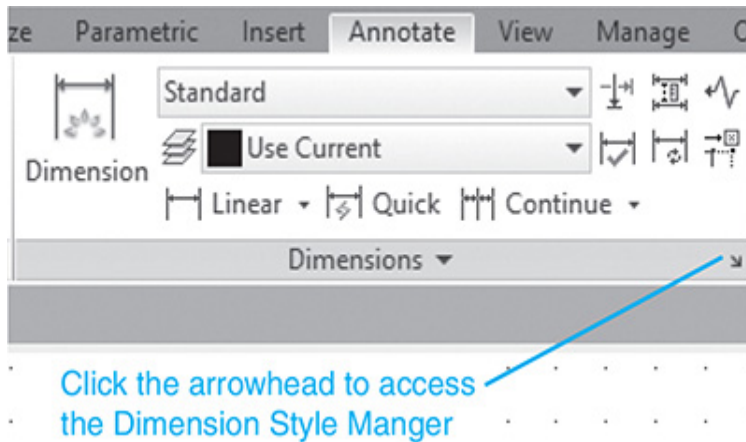 ze Parametric Insert Annotate View Manage
Standard
Use Current
Dimension
Linear Quick Continue
Dimensions
Click the arrowhead to access
the Dimension Style Manger